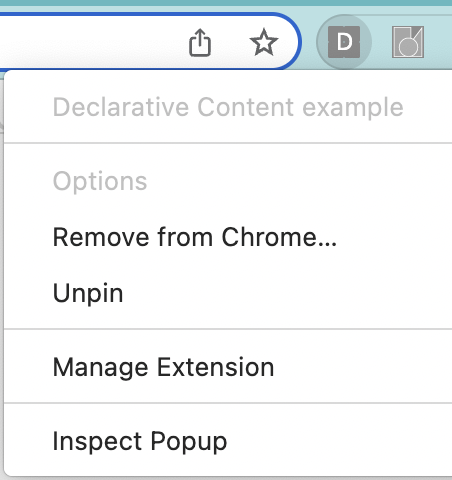 D
Declarative Content example
Options
Remove from Chrome...
Unpin
Manage Extension
Inspect Popup